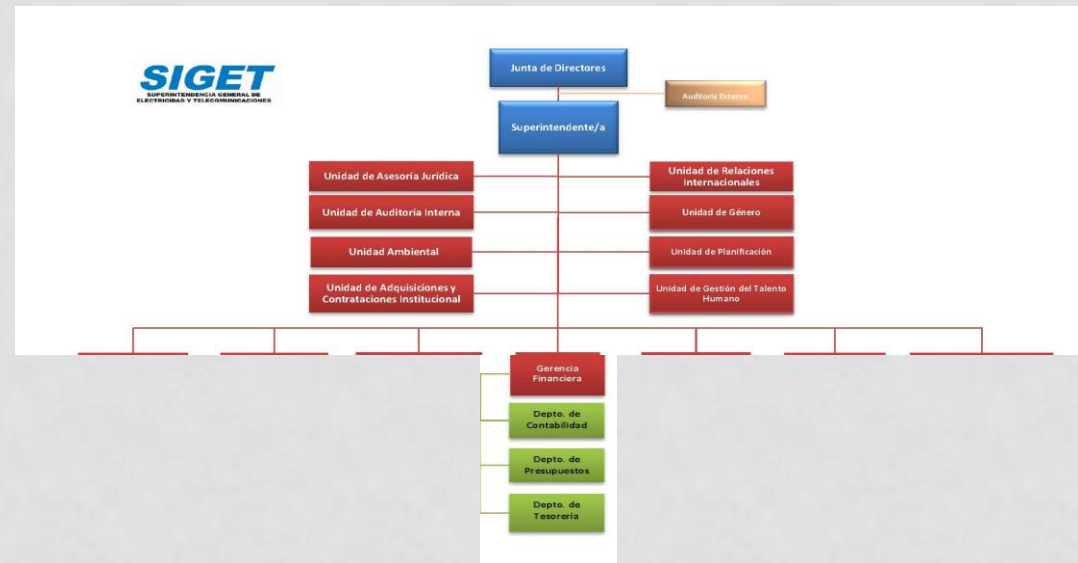 SIGET
SUPERINTENDENCIA GENERAL DE
ELECTRICIDAD Y TELECOMUNICACIONES
Junta de Directores
Auditoria Externa
Superintendente/a
Unidad de Asesoría Jurídica
Unidad de Relaciones
Internacionales
Unidad de Auditoria Interna
Unidad de Género
Unidad Ambiental
Unidad de Planificación
Unidad de Adquisiciones y
Contrataciones Institucional
Unidad de Gestión del Talento
Humano
Gerencia
Financiera
Depto. de
Contabilidad
Depto. de
Presupuestos
Depto. de
Tesorería